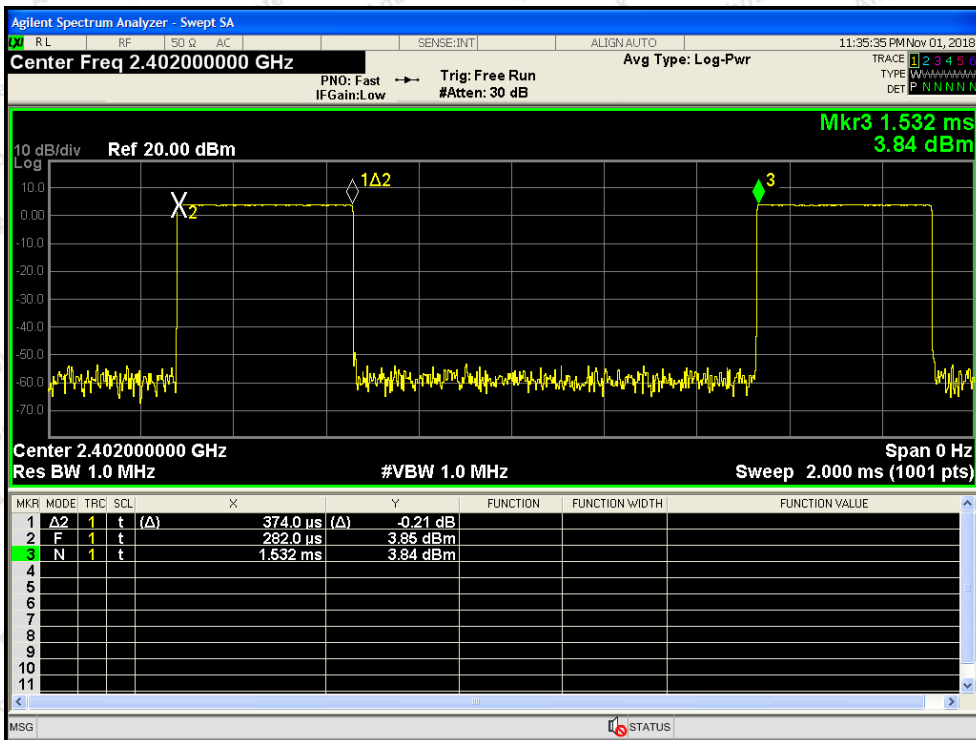 Agilent Spectrum Analyzer - Swept SA
LXI RL RF 50 Ω AC SENSE:INT ALIGN AUTO 11:35:35 PM Nov 01, 2018
Center Freq 2.402000000 GHz Avg Type: Log-Pwr TRACE 1 2 3 4 5 6
PNO: Fast Trig: Free Run TYPE WWWWWW
IFGain:Low #Atten: 30 dB DET P N N N N N
Mkr3 1.532 ms
10 dB/div Ref 20.00 dBm 3.84 dBm
Log
10.0
0.00
-10.0
-20.0
-30.0
-40.0
-50.0
-60.0
-70.0
X2
1Δ2
3
Center 2.402000000 GHz Span 0 Hz
Res BW 1.0 MHz #VBW 1.0 MHz Sweep 2.000 ms (1001 pts)
MKR MODE TRC SCL X Y FUNCTION FUNCTION WIDTH FUNCTION VALUE
1 Δ2 1 t (Δ) 374.0 µs (Δ) -0.21 dB
2 F 1 t 282.0 µs 3.85 dBm
3 N 1 t 1.532 ms 3.84 dBm
4
5
6
7
8
9
10
11
MSG STATUS